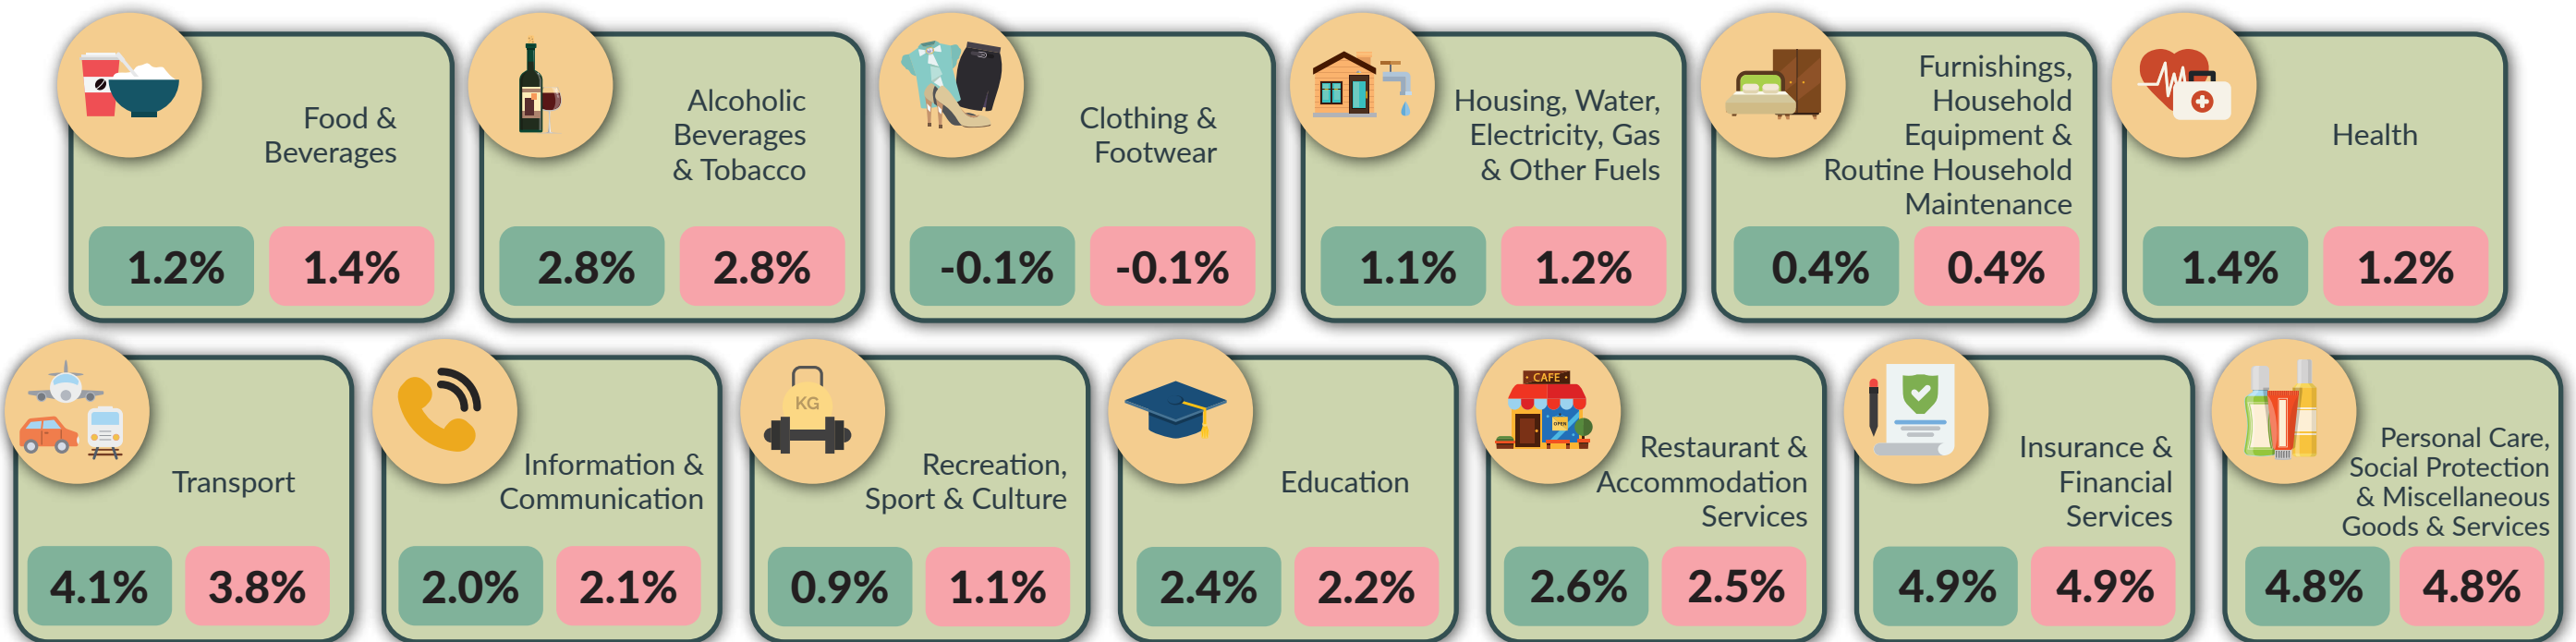 Food &
Beverages
1.2%
1.4%
Alcoholic
Beverages
& Tobacco
2.8%
2.8%
Clothing &
Footwear
-0.1%
-0.1%
Housing, Water,
Electricity, Gas
& Other Fuels
1.1%
1.2%
Furnishings,
Household
Equipment &
Routine Household
Maintenance
0.4%
0.4%
Health
1.4%
1.2%
Transport
4.1%
3.8%
Information &
Communication
2.0%
2.1%
KG
Recreation,
Sport & Culture
0.9%
1.1%
Education
2.4%
2.2%
CAFE
OPEN
Restaurant &
Accommodation
Services
2.6%
2.5%
Insurance &
Financial
Services
4.9%
4.9%
Personal Care,
Social Protection
& Miscellaneous
Goods & Services
4.8%
4.8%